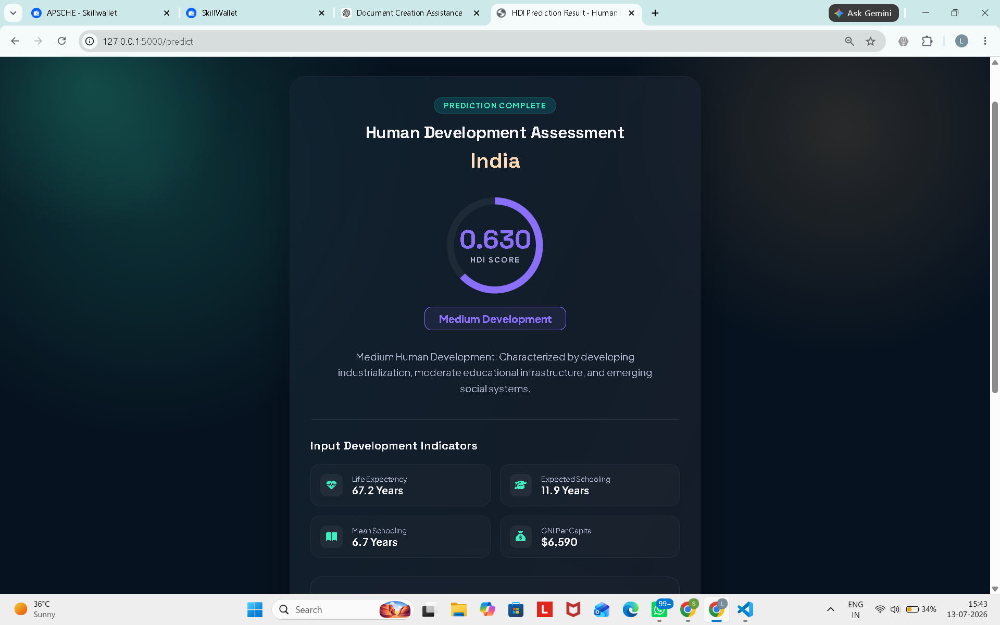 APSCHE - Skillwallet
SkillWallet
Document Creation Assistance
HDI Prediction Result - Human
Ask Gemini
127.0.0.1:5000/predict
L
PREDICTION COMPLETE
Human Development Assessment
India
0.630
HDI SCORE
Medium Development
Medium Human Development: Characterized by developing
industrialization, moderate educational infrastructure, and emerging
social systems.
Input Development Indicators
Life Expectancy
67.2 Years
Expected Schooling
11.9 Years
Mean Schooling
6.7 Years
GNI Per Capita
$6,590
36°C
Sunny
Search
L
99+
S
L
ENG
IN
34%
15:43
13-07-2026